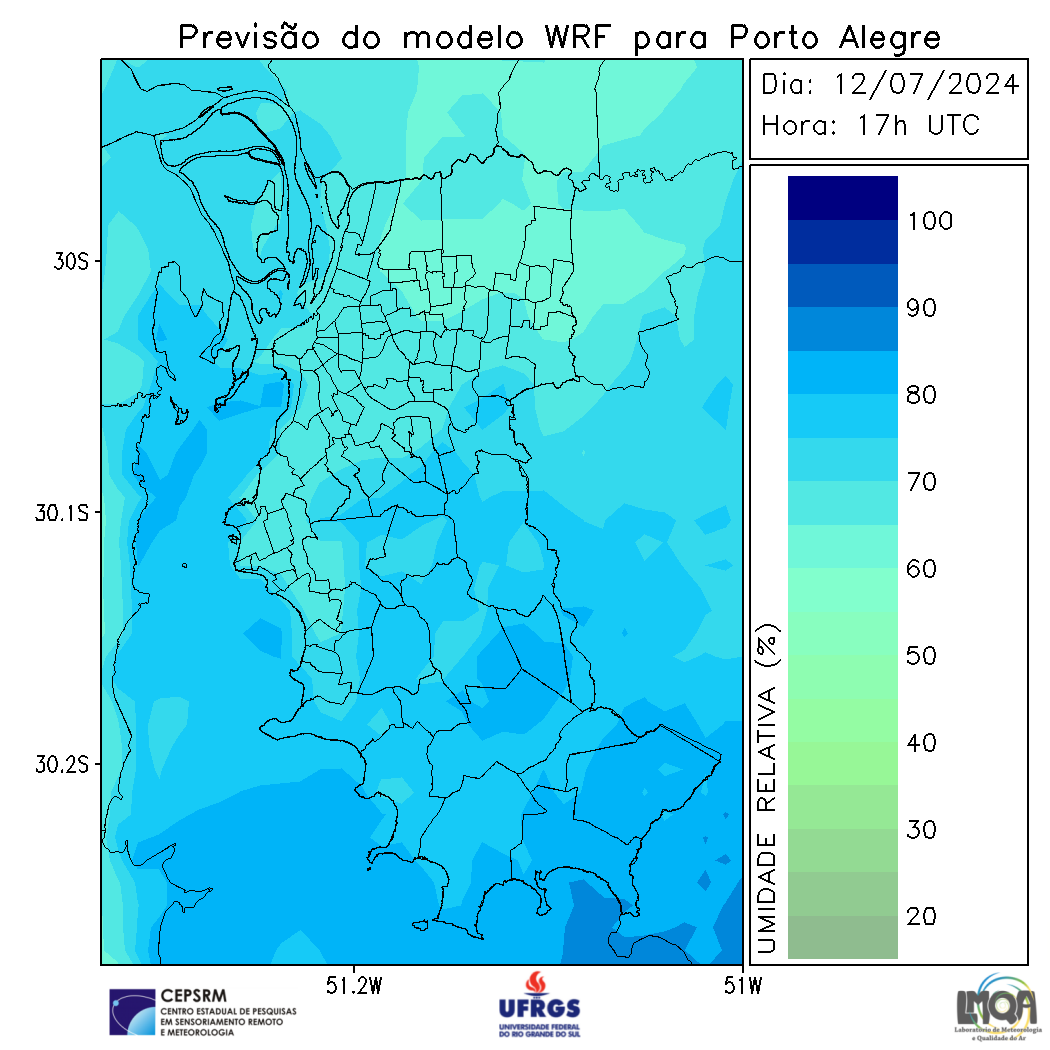 Previsão do modelo WRF para Porto Alegre
Dia: 12/07/2024
Hora: 17h UTC
100
90
80
70
60
50
40
30
20
UMIDADE RELATIVA (%)
30S
30.1S
30.2S
51.2W
51W
CEPSRM
CENTRO ESTADUAL DE PESQUISAS
EM SENSORIAMENTO REMOTO
E METEOROLOGIA
UFRGS
UNIVERSIDADE FEDERAL
DO RIO GRANDE DO SUL
LMQA
Laboratório de Meteorologia
e Qualidade do Ar